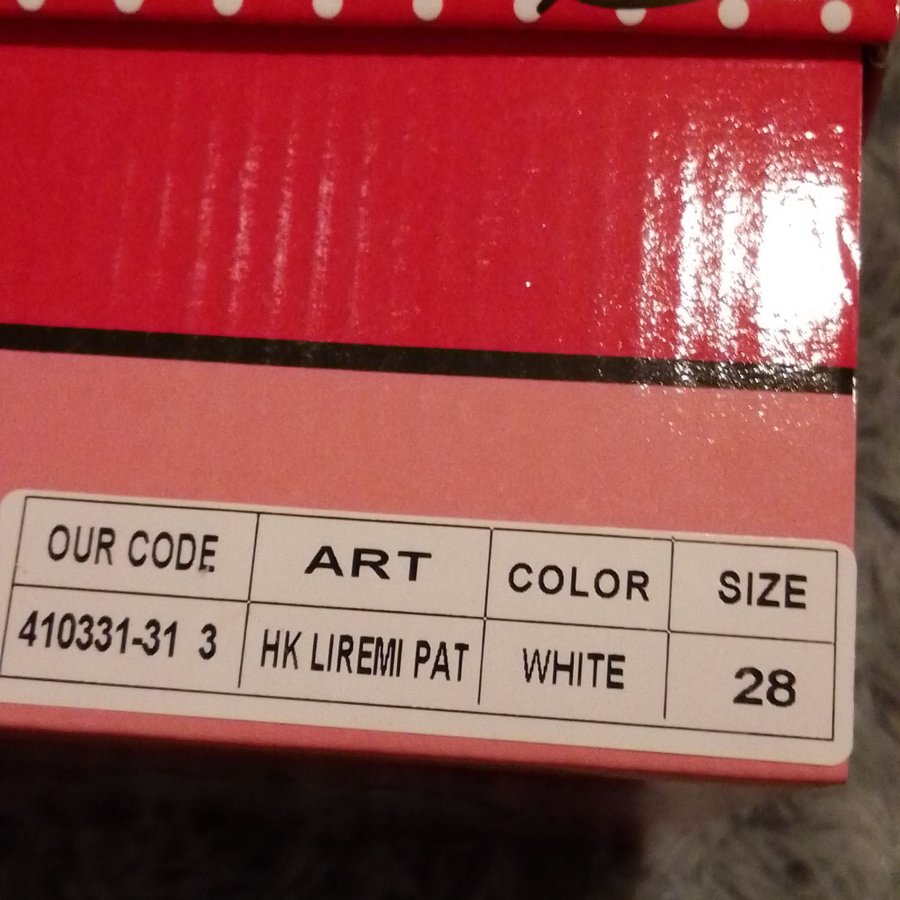 OUR CODE ART COLOR SIZE
410331-31 3 HK LIREMI PAT WHITE 28